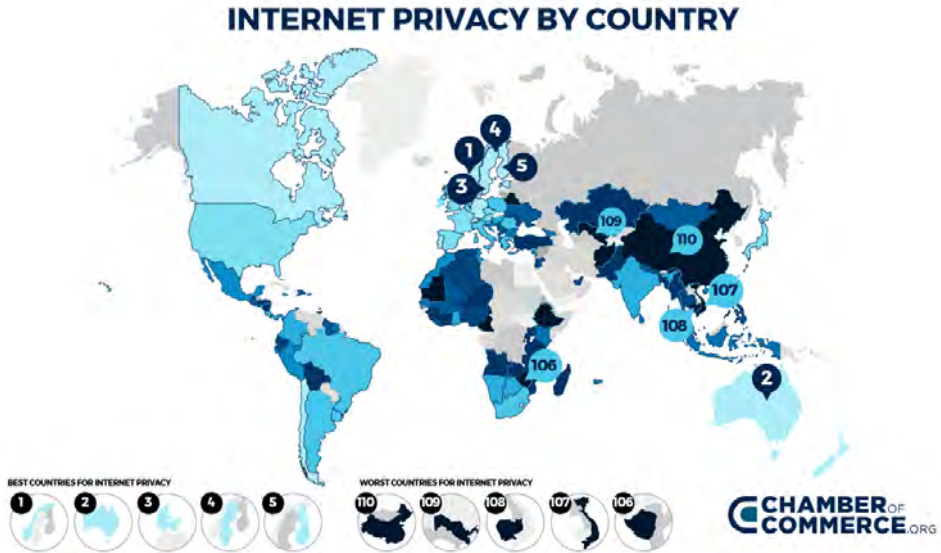 INTERNET PRIVACY BY COUNTRY
4
1
5
3
109
110
107
108
106
2
BEST COUNTRIES FOR INTERNET PRIVACY
1 2 3 4 5
WORST COUNTRIES FOR INTERNET PRIVACY
110 109 108 107 106
CHAMBER OF
COMMERCE.ORG